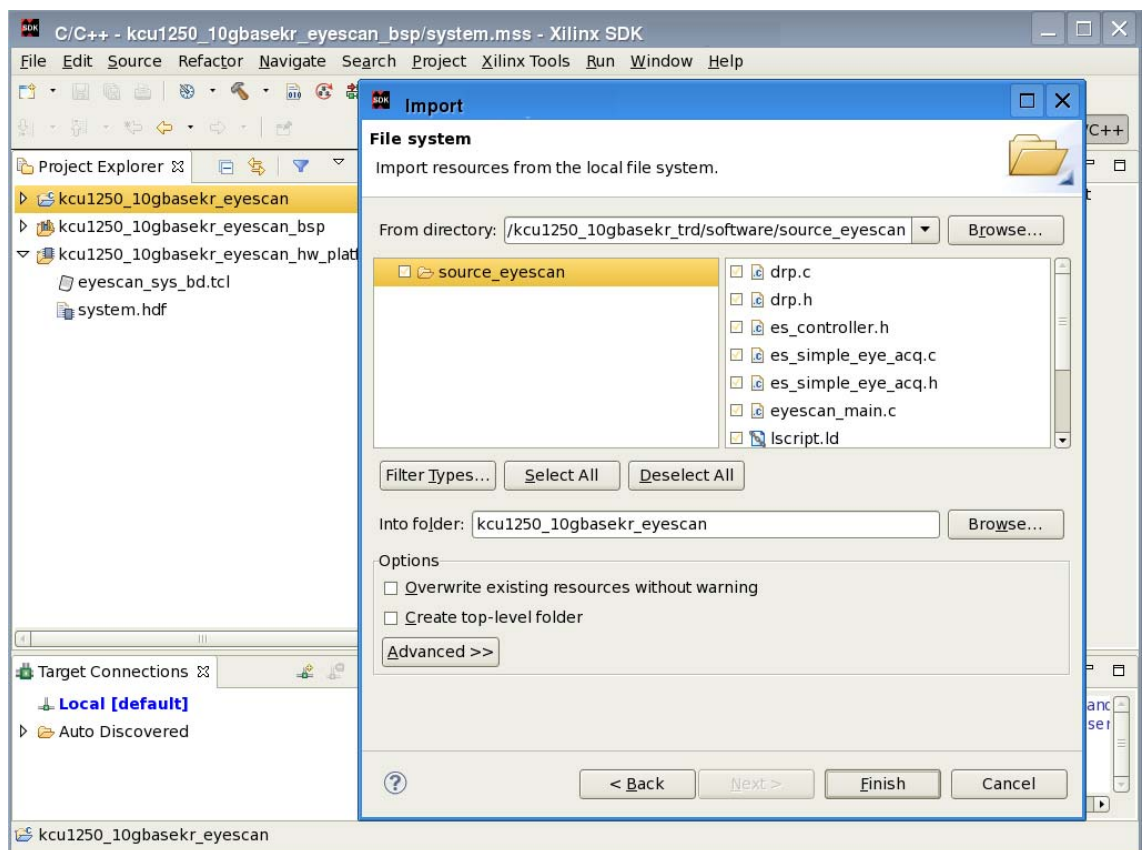 SDK C/C++ - kcu1250_10gbasekr_eyescan_bsp/system.mss - Xilinx SDK
File Edit Source Refactor Navigate Search Project Xilinx Tools Run Window Help
SDK Import
C++
File system
Import resources from the local file system.
Project Explorer
kcu1250_10gbasekr_eyescan
kcu1250_10gbasekr_eyescan_bsp
kcu1250_10gbasekr_eyescan_hw_platf
eyescan_sys_bd.tcl
system.hdf
From directory: /kcu1250_10gbasekr_trd/software/source_eyescan Browse...
source_eyescan
drp.c
drp.h
es_controller.h
es_simple_eye_acq.c
es_simple_eye_acq.h
eyescan_main.c
lscript.ld
Filter Types... Select All Deselect All
Into folder: kcu1250_10gbasekr_eyescan Browse...
Options
Overwrite existing resources without warning
Create top-level folder
Advanced >>
Target Connections
Local [default]
Auto Discovered
< Back Next > Finish Cancel
kcu1250_10gbasekr_eyescan